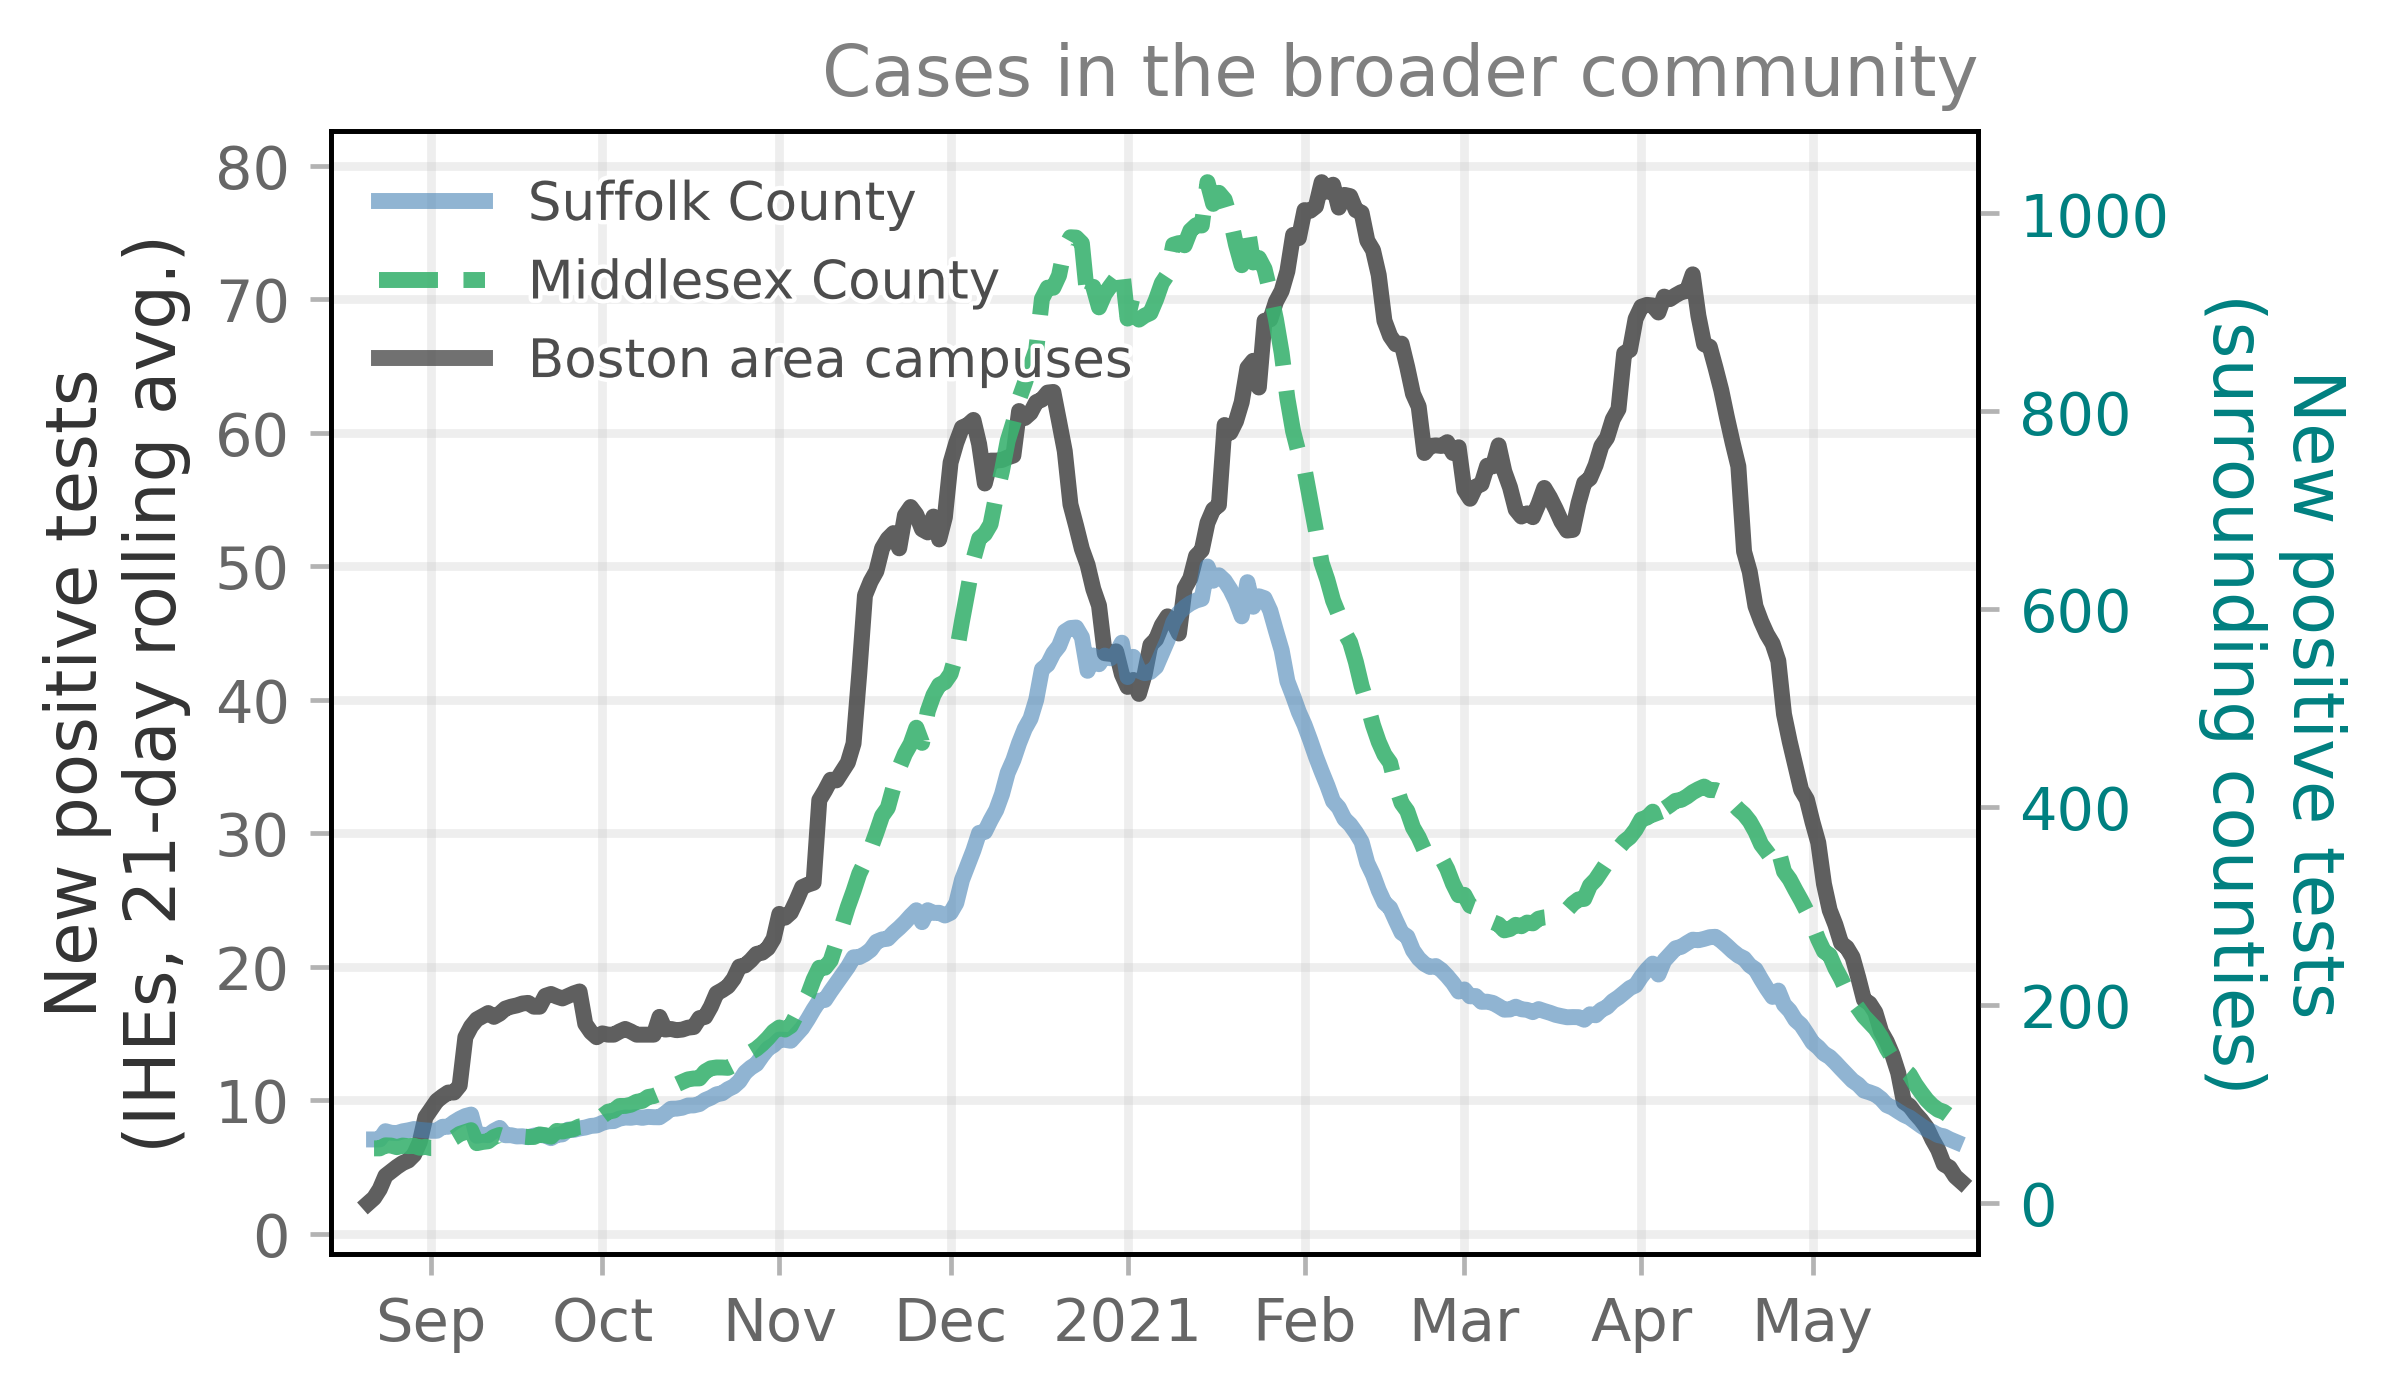 Cases in the broader community
New positive tests
(IHEs, 21-day rolling avg.)
80
70
60
50
40
30
20
10
0
Suffolk County
Middlesex County
Boston area campuses
Sep Oct Nov Dec 2021 Feb Mar Apr May
1000
800
600
400
200
0
New positive tests
(surrounding counties)